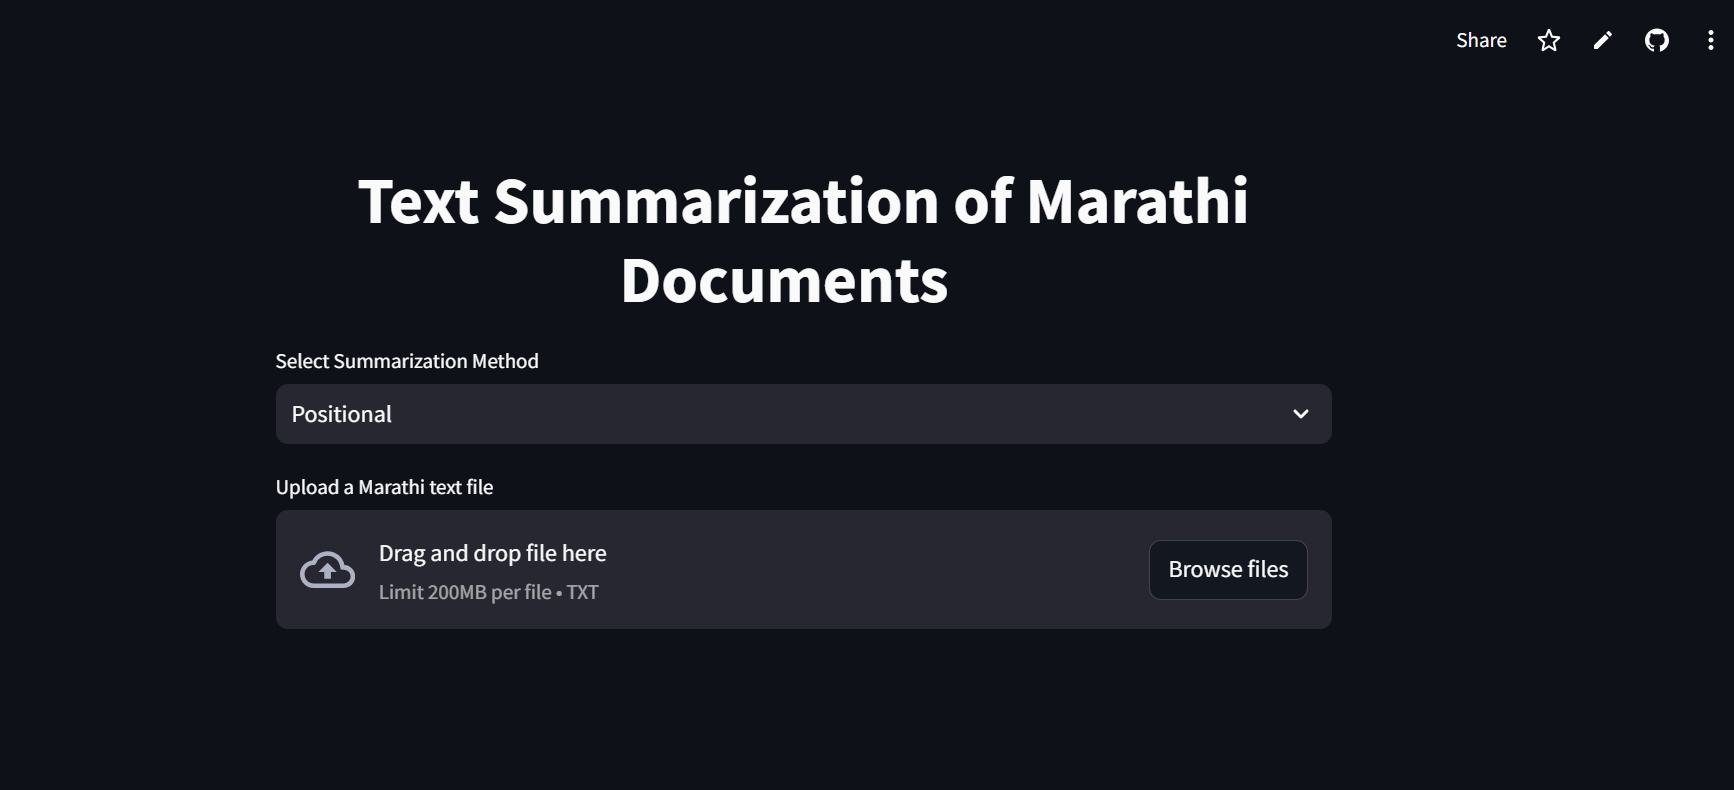 Share
Text Summarization of Marathi
Documents
Select Summarization Method
Positional
Upload a Marathi text file
Drag and drop file here
Limit 200MB per file • TXT
Browse files